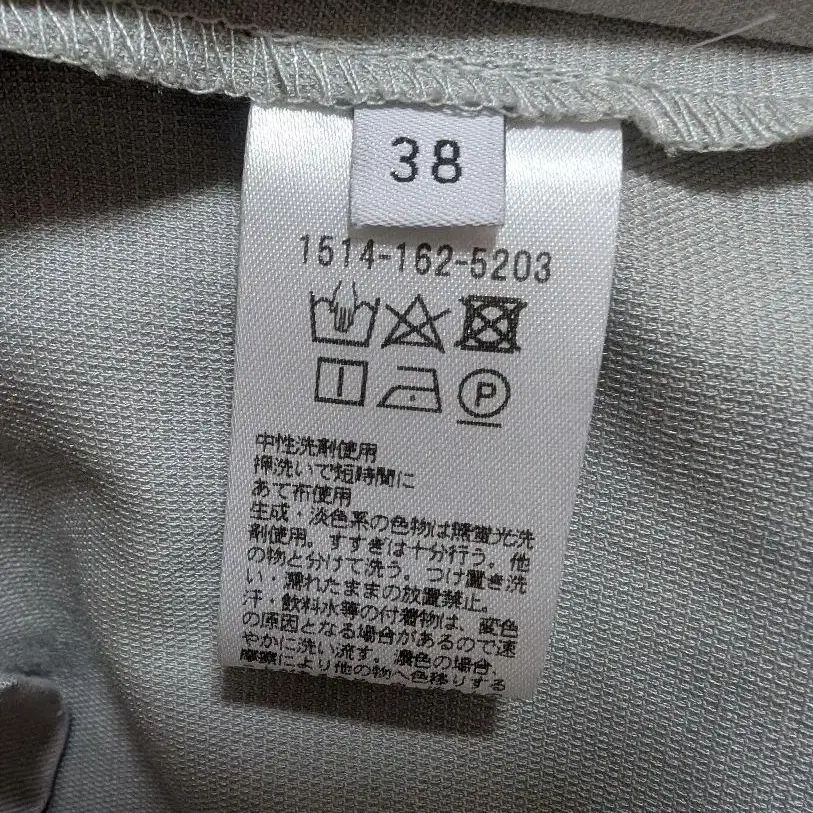 38
1514-162-5203
P
中性洗剤使用
押洗いで短時間に
あて布使用
生成・淡色系の色物は無蛍光洗
剤使用。すすぎは十分行う。他
の物と分けて洗う。つけ置き洗
い・濡れたままの放置禁止。
汗・飲料水等の付着物は、変色
の原因となる場合があるので速
やかに洗い流す。濃色の場合、
摩擦により他の物へ色移りする